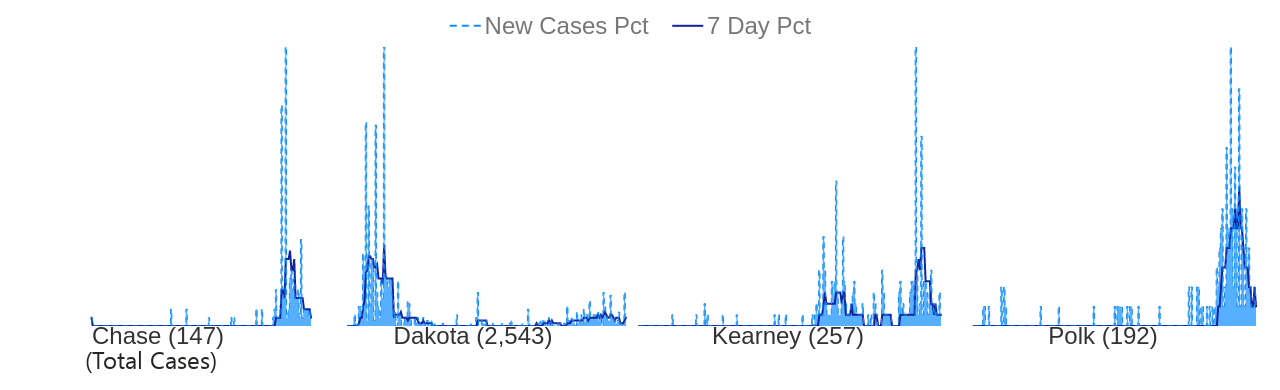 New Cases Pct 7 Day Pct
Chase (147) Dakota (2,543) Kearney (257) Polk (192)
(Total Cases)